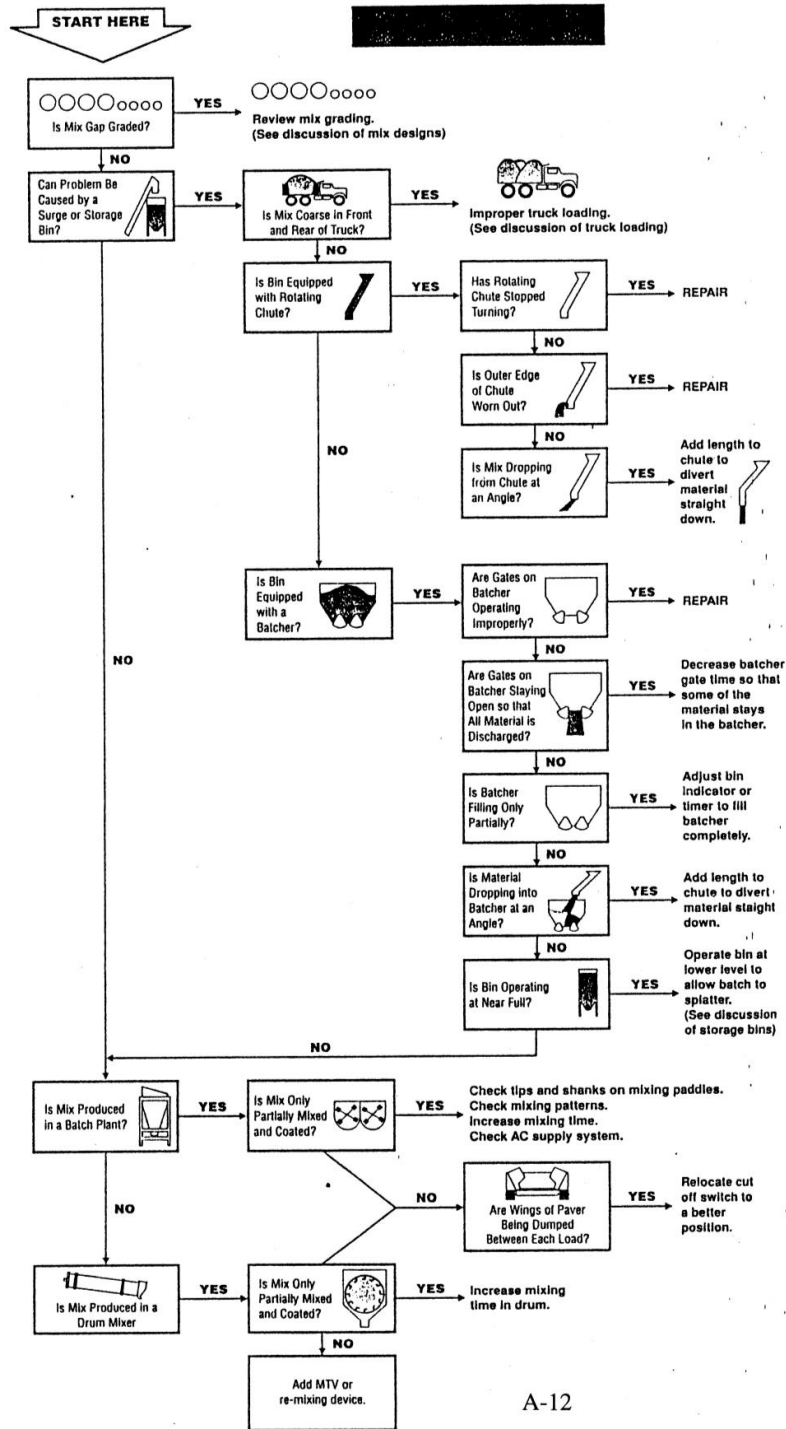 START HERE
Is Mix Gap Graded?
YES
Review mix grading.
(See discussion of mix designs)
NO
Can Problem Be
Caused by a
Surge or Storage
Bin?
YES
Is Mix Coarse in Front
and Rear of Truck?
YES
Improper truck loading.
(See discussion of truck loading)
NO
Is Bin Equipped
with Rotating
Chute?
YES
Has Rotating
Chute Stopped
Turning?
YES
REPAIR
NO
Is Outer Edge
of Chute
Worn Out?
YES
REPAIR
NO
Is Mix Dropping
from Chute at
an Angle?
YES
Add length to
chute to
divert
material
straight
down.
NO
Is Bin
Equipped
with a
Batcher?
YES
Are Gates on
Batcher
Operating
Improperly?
YES
REPAIR
NO
Are Gates on
Batcher Staying
Open so that
All Material is
Discharged?
YES
Decrease batcher
gate time so that
some of the
material stays
in the batcher.
NO
Is Batcher
Filling Only
Partially?
YES
Adjust bin
indicator or
timer to fill
batcher
completely.
NO
Is Material
Dropping into
Batcher at an
Angle?
YES
Add length to
chute to divert
material staight
down.
NO
Is Bin Operating
at Near Full?
YES
Operate bin at
lower level to
allow batch to
splatter.
(See discussion
of storage bins)
NO
NO
Is Mix Produced
in a Batch Plant?
YES
Is Mix Only
Partially Mixed
and Coated?
YES
Check tips and shanks on mixing paddles.
Check mixing patterns.
Increase mixing time.
Check AC supply system.
NO
NO
Are Wings of Paver
Being Dumped
Between Each Load?
YES
Relocate cut
off switch to
a better
position.
Is Mix Produced in a
Drum Mixer
YES
Is Mix Only
Partially Mixed
and Coated?
YES
Increase mixing
time in drum.
NO
Add MTV or
re-mixing device.
A-12